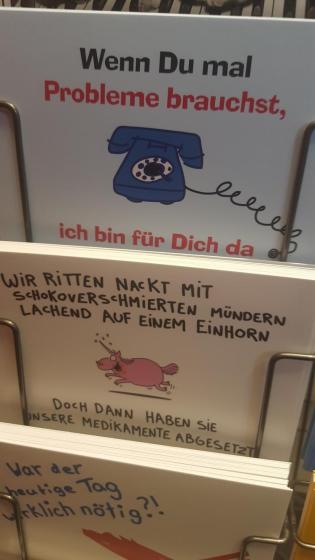 Wenn Du mal
Probleme brauchst,
ich bin für Dich da
WIR RITTEN NACKT MIT
SCHOKOVERSCHMIERTEN MÜNDERN
LACHEND AUF EINEM EINHORN
DOCH DANN HABEN SIE
UNSERE MEDIKAMENTE ABGESETZT
War der
heutige Tag
wirklich nötig?!